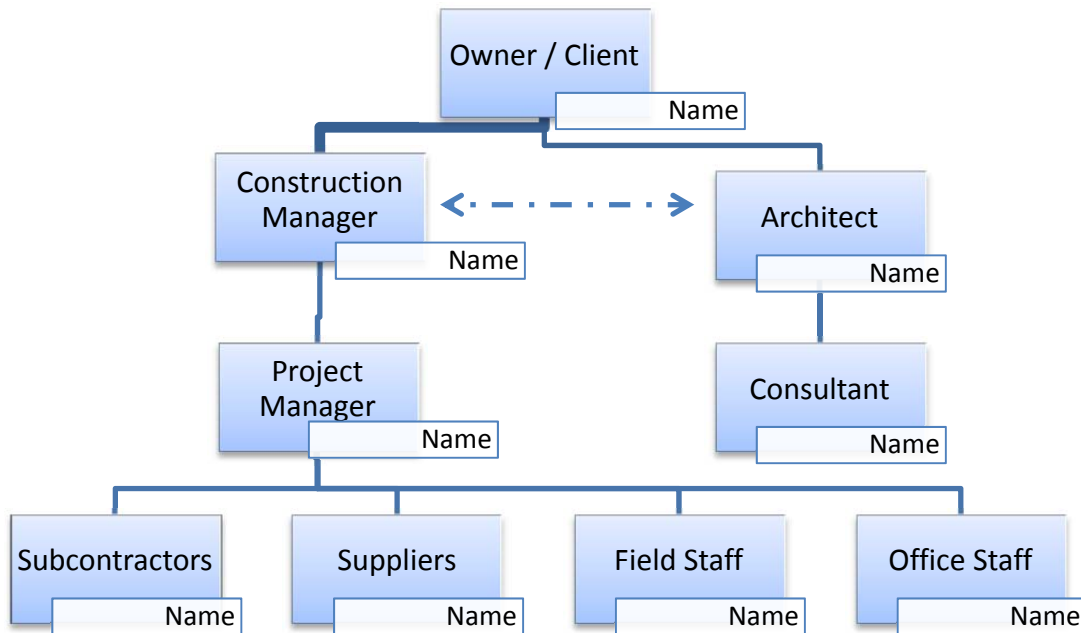 Owner / Client
Name
Construction
Manager
Name
Architect
Name
Project
Manager
Name
Consultant
Name
Subcontractors
Name
Suppliers
Name
Field Staff
Name
Office Staff
Name